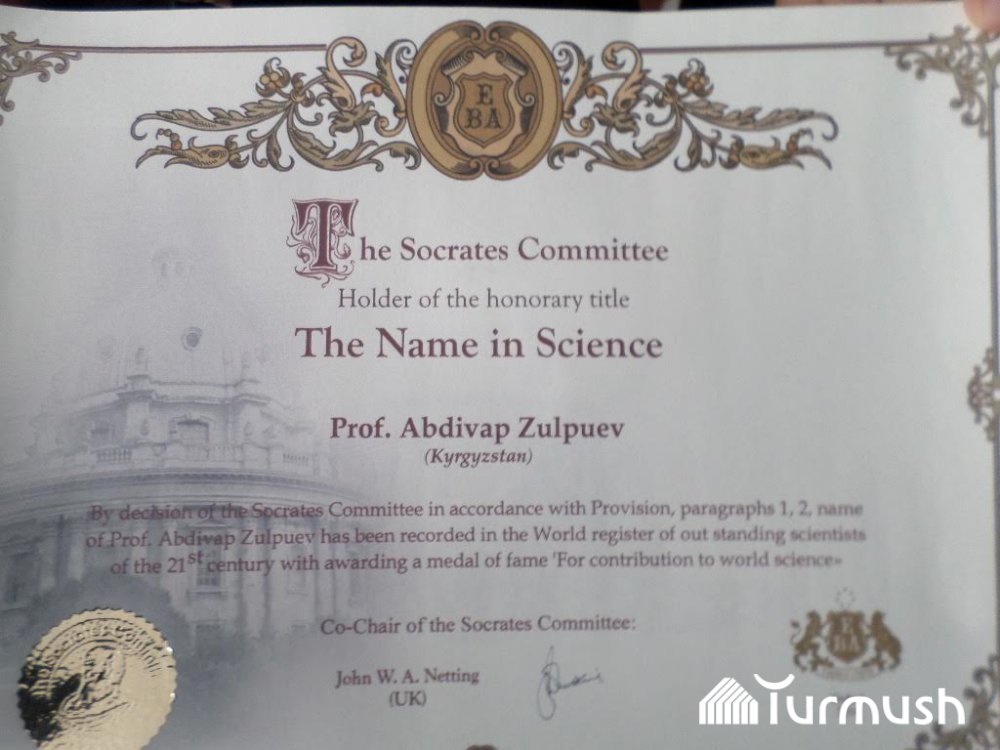 E
BA
The Socrates Committee
Holder of the honorary title
The Name in Science
Prof. Abdivap Zulpuev
(Kyrgyzstan)
By decision of the Socrates Committee in accordance with Provision, paragraphs 1, 2, name
of Prof. Abdivap Zulpuev has been recorded in the World register of out standing scientists
of the 21st century with awarding a medal of fame 'For contribution to world science»
Co-Chair of the Socrates Committee:
John W. A. Netting
(UK)
E
BA
Turmush